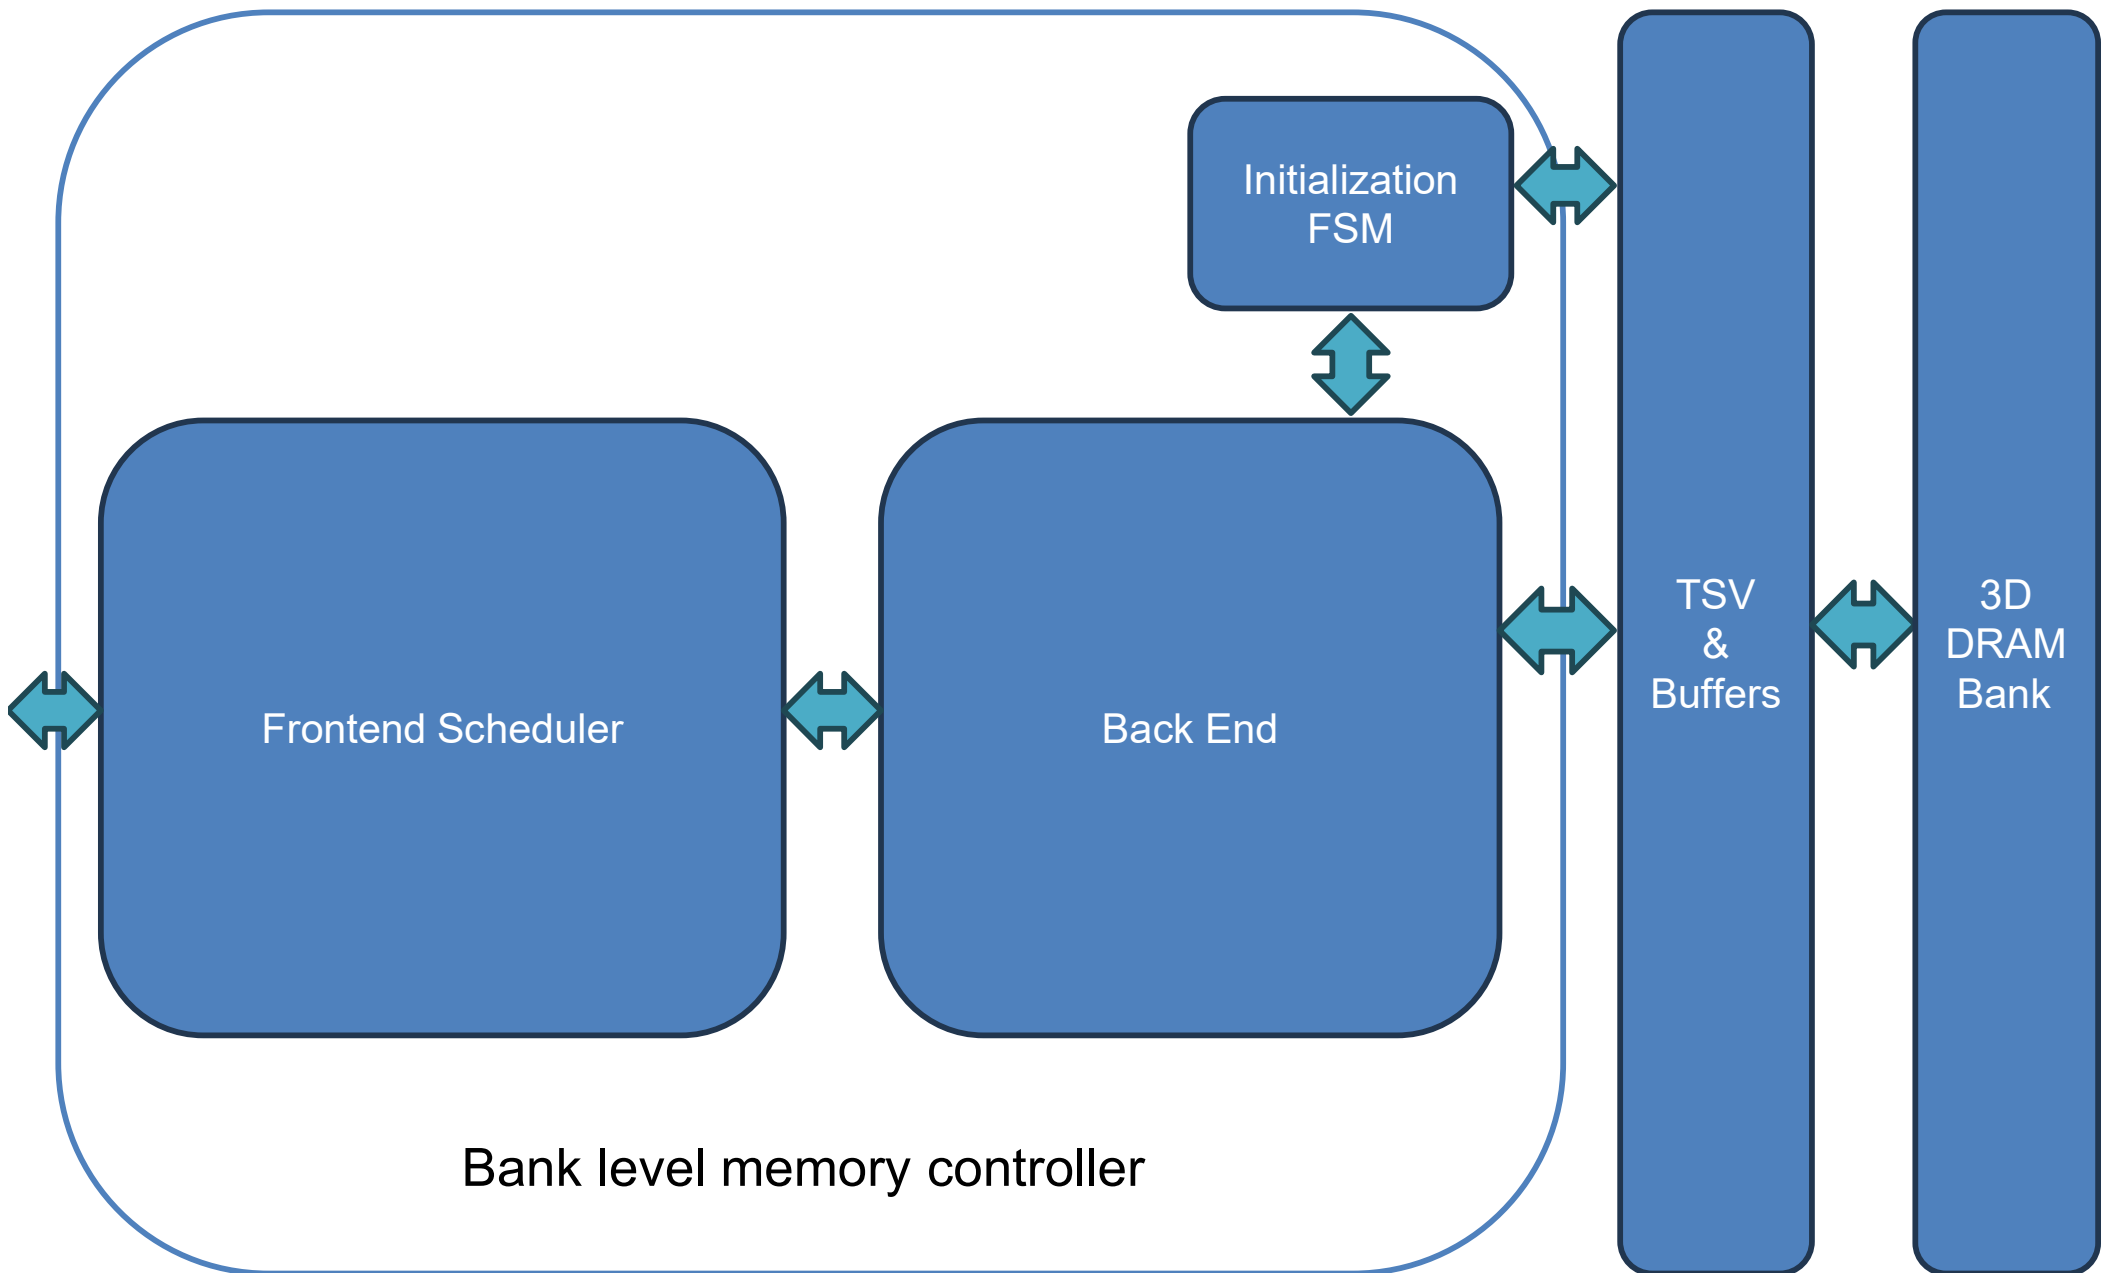 Initialization
FSM
Frontend Scheduler
Back End
TSV
&
Buffers
3D
DRAM
Bank
Bank level memory controller